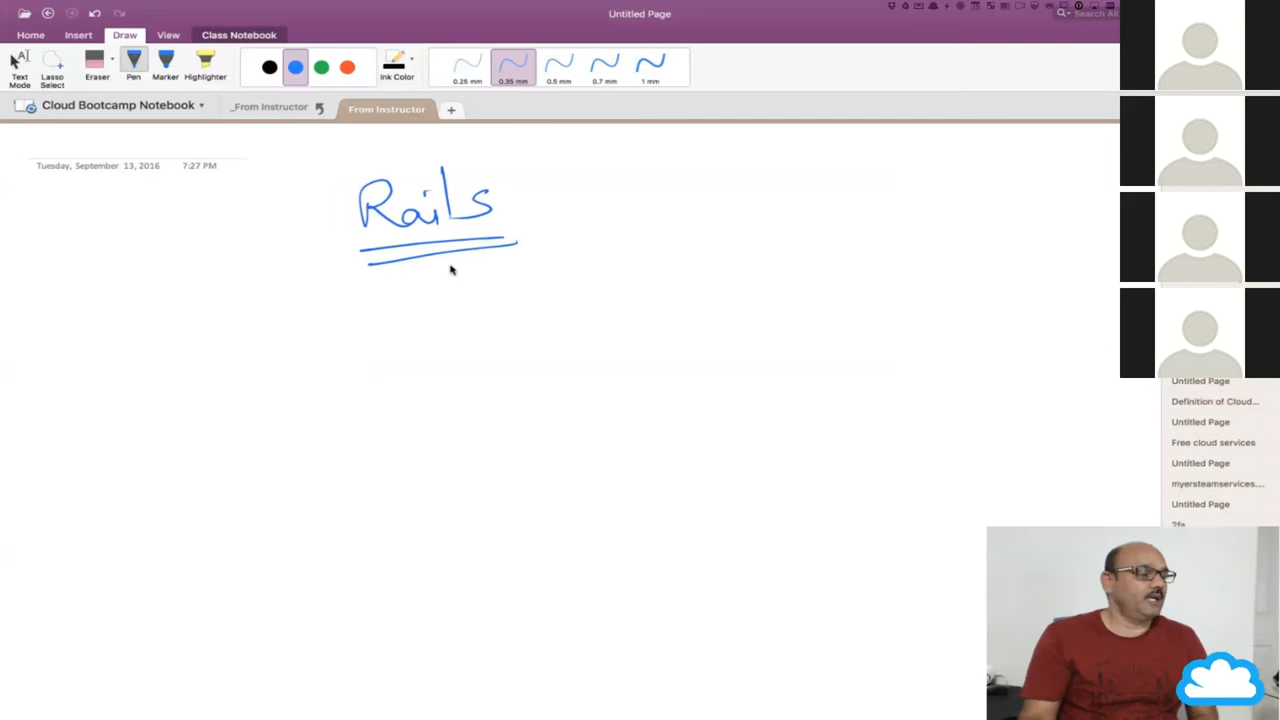 Untitled Page
Search All
Home Insert Draw View Class Notebook
Text Mode
Lasso Select
Eraser
Pen
Marker
Highlighter
Ink Color
0.25 mm
0.35 mm
0.5 mm
0.7 mm
1 mm
Cloud Bootcamp Notebook
_From Instructor
From Instructor
Tuesday, September 13, 2016 7:27 PM
Rails
Untitled Page
Definition of Cloud...
Untitled Page
Free cloud services
Untitled Page
myersteamservices....
Untitled Page
2fa